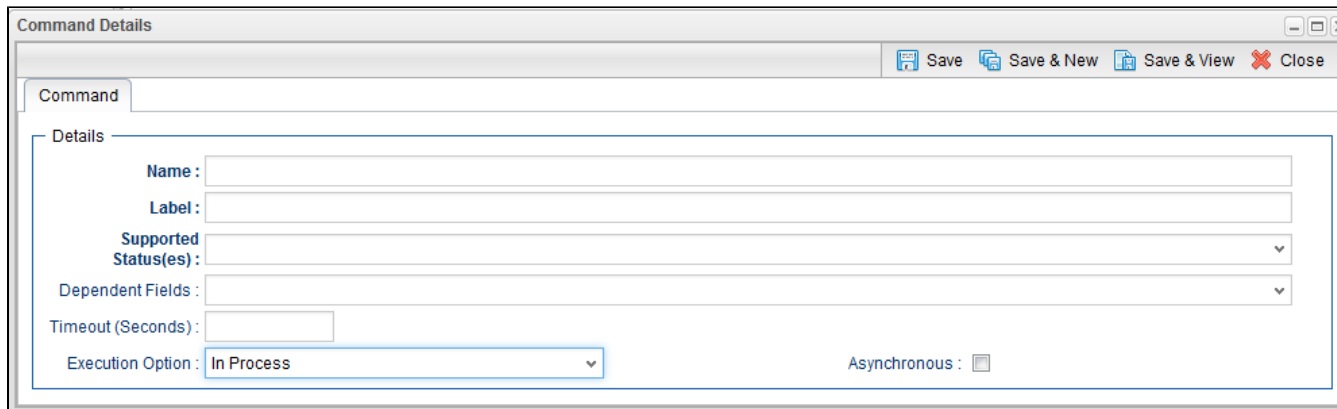 Command Details
Save Save & New Save & View Close
Command
Details
Name :
Label :
Supported
Status(es) :
Dependent Fields :
Timeout (Seconds) :
Execution Option : In Process Asynchronous :